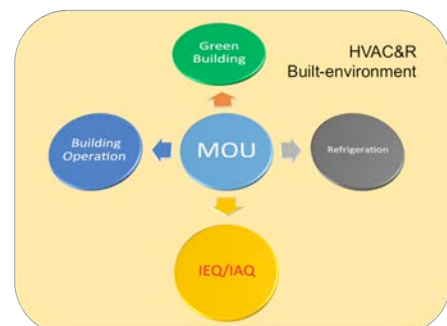 Green
Building
HVAC&R
Built-environment
Building
Operation
MOU
Refrigeration
IEQ/IAQ